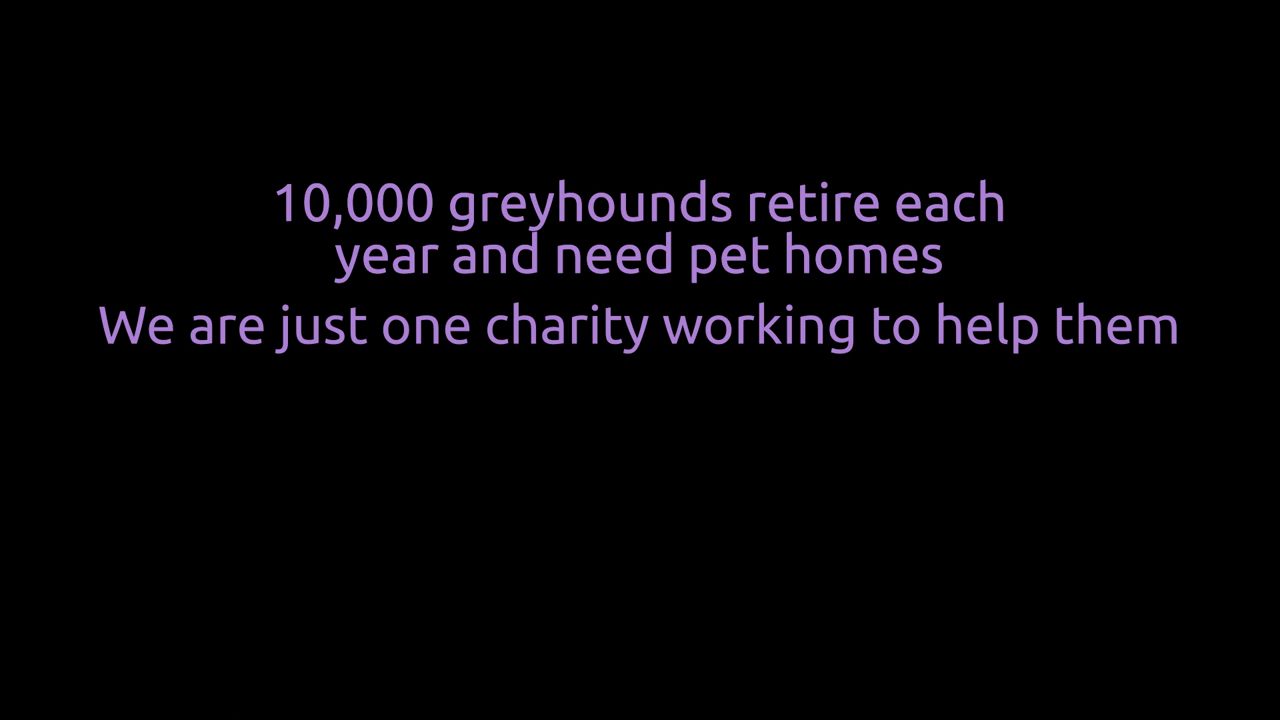 10,000 greyhounds retire each
year and need pet homes
We are just one charity working to help them